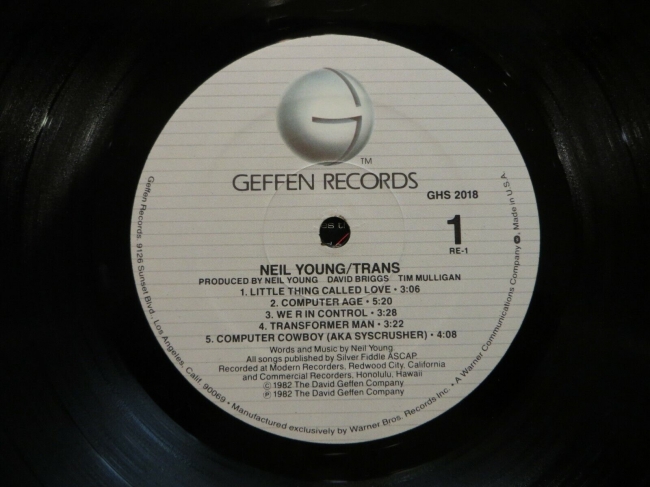 G
TM
GEFFEN RECORDS
GHS 2018
1
RE-1
NEIL YOUNG/TRANS
PRODUCED BY NEIL YOUNG DAVID BRIGGS TIM MULLIGAN
1. LITTLE THING CALLED LOVE • 3:06
2. COMPUTER AGE • 5:20
3. WE R IN CONTROL • 3:28
4. TRANSFORMER MAN • 3:22
5. COMPUTER COWBOY (AKA SYSCRUSHER) • 4:08
Words and Music by Neil Young.
All songs published by Silver Fiddle ASCAP.
Recorded at Modern Recorders, Redwood City, California
and Commercial Recorders, Honolulu, Hawaii
© 1982 The David Geffen Company
℗ 1982 The David Geffen Company
Geffen Records 9126 Sunset Blvd., Los Angeles, Calif. 90069 • Manufactured exclusively by Warner Bros. Records Inc. • A Warner Communications Company. Made in U.S.A.